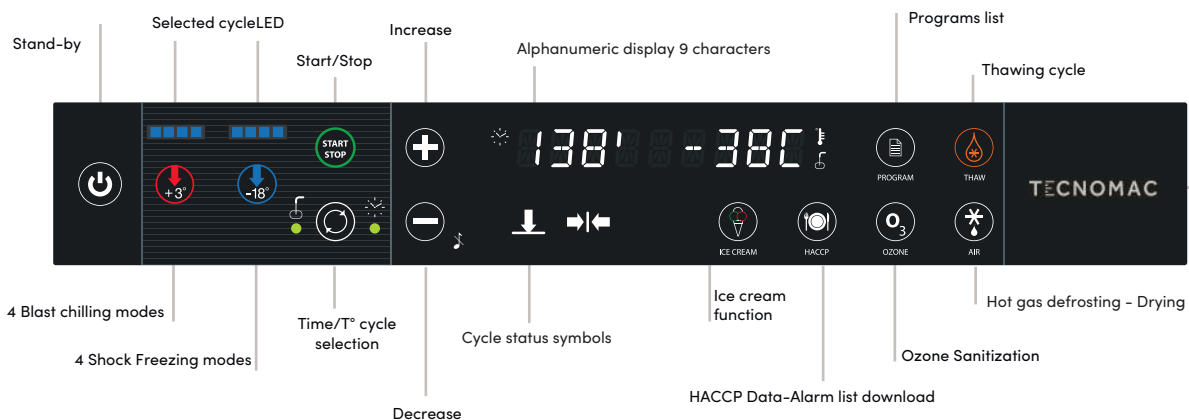 Programs list
Selected cycleLED
Increase
Stand-by
Alphanumeric display 9 characters
Start/Stop
Thawing cycle
START
STOP
138' -38C
PROGRAM
THAW
+3°
-18°
TECNOMAC
O3
ICE CREAM
HACCP
OZONE
AIR
4 Blast chilling modes
Time/T° cycle
selection
4 Shock Freezing modes
Cycle status symbols
Ice cream
function
Hot gas defrosting - Drying
Ozone Sanitization
HACCP Data-Alarm list download
Decrease